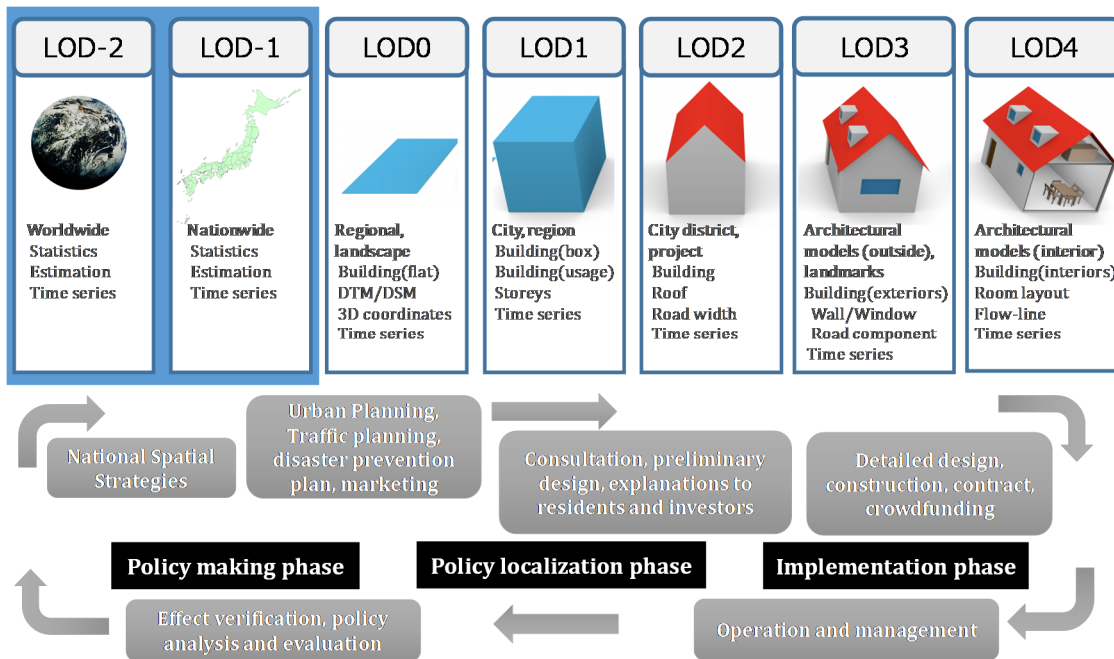 LOD-2
Worldwide
Statistics
Estimation
Time series
LOD-1
Nationwide
Statistics
Estimation
Time series
LOD0
Regional,
landscape
Building(flat)
DTM/DSM
3D coordinates
Time series
LOD1
City, region
Building(box)
Building(usage)
Storeys
Time series
LOD2
City district,
project
Building
Roof
Road width
Time series
LOD3
Architectural
models (outside),
landmarks
Building(exteriors)
Wall/Window
Road component
Time series
LOD4
Architectural
models (interior)
Building(interiors)
Room layout
Flow-line
Time series
National Spatial
Strategies
Urban Planning,
Traffic planning,
disaster prevention
plan, marketing
Consultation, preliminary
design, explanations to
residents and investors
Detailed design,
construction, contract,
crowdfunding
Policy making phase
Policy localization phase
Implementation phase
Effect verification, policy
analysis and evaluation
Operation and management